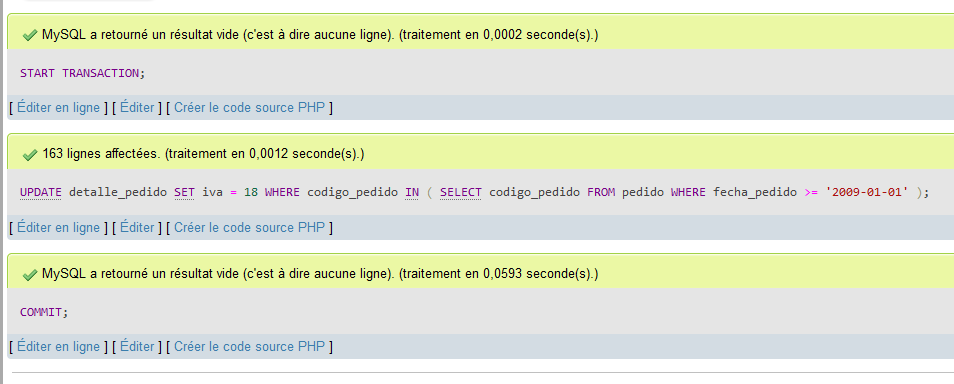 MySQL a retourné un résultat vide (c'est à dire aucune ligne). (traitement en 0,0002 seconde(s).)
START TRANSACTION;
[ Éditer en ligne ] [ Éditer ] [ Créer le code source PHP ]
163 lignes affectées. (traitement en 0,0012 seconde(s).)
UPDATE detalle_pedido SET iva = 18 WHERE codigo_pedido IN ( SELECT codigo_pedido FROM pedido WHERE fecha_pedido >= '2009-01-01' );
[ Éditer en ligne ] [ Éditer ] [ Créer le code source PHP ]
MySQL a retourné un résultat vide (c'est à dire aucune ligne). (traitement en 0,0593 seconde(s).)
COMMIT;
[ Éditer en ligne ] [ Éditer ] [ Créer le code source PHP ]